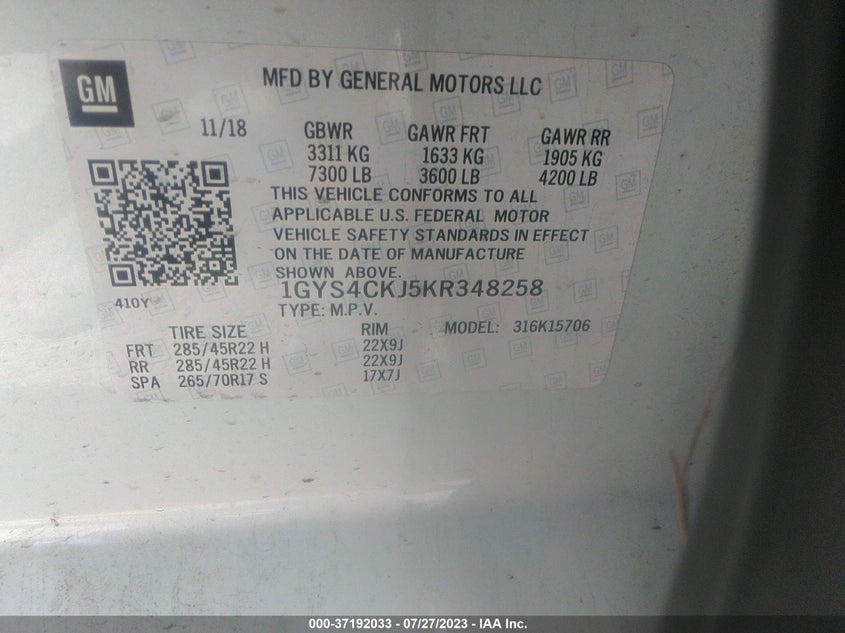 GM
MFD BY GENERAL MOTORS LLC
11/18 GBWR GAWR FRT GAWR RR
3311 KG 1633 KG 1905 KG
7300 LB 3600 LB 4200 LB
THIS VEHICLE CONFORMS TO ALL
APPLICABLE U.S. FEDERAL MOTOR
VEHICLE SAFETY STANDARDS IN EFFECT
ON THE DATE OF MANUFACTURE
SHOWN ABOVE.
1GYS4CKJ5KR348258
410Y
TYPE: M.P.V.
TIRE SIZE RIM MODEL: 316K15706
FRT 285/45R22 H 22X9J
RR 285/45R22 H 22X9J
SPA 265/70R17 S 17X7J
000-37192033 - 07/27/2023 - IAA Inc.